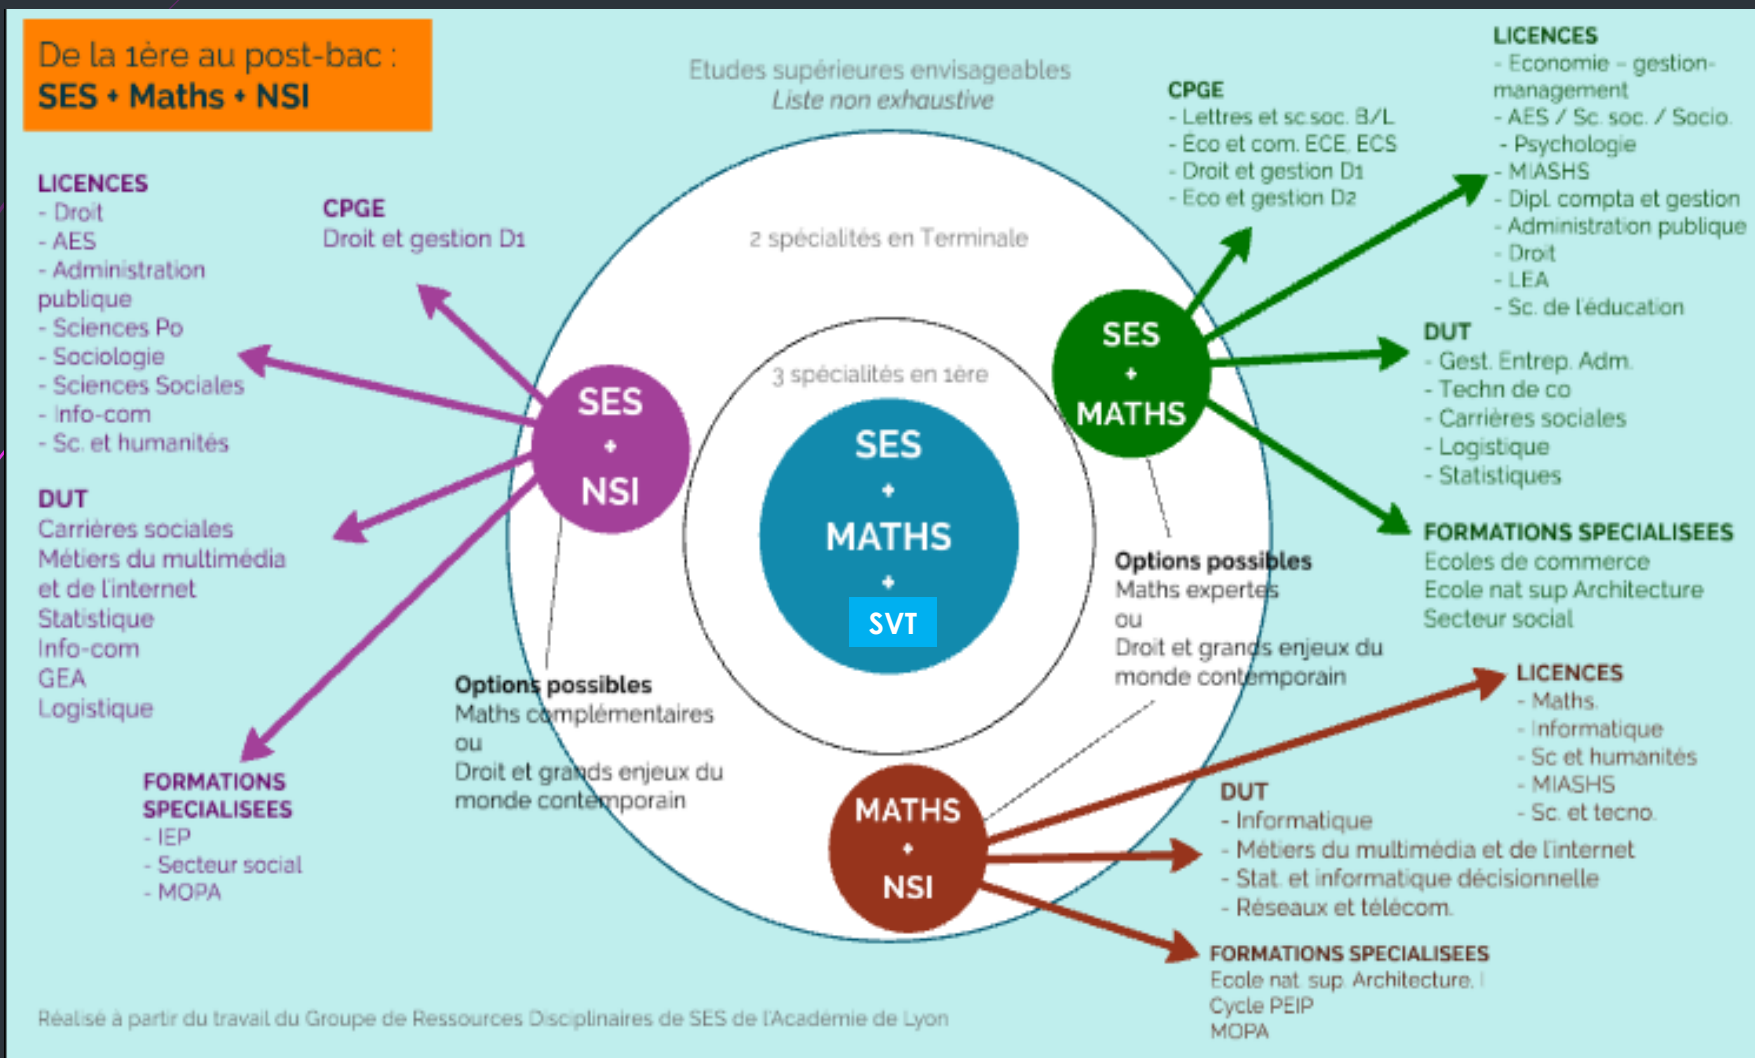 De la 1ère au post-bac :
SES + Maths + NSI
Etudes supérieures envisageables
Liste non exhaustive
LICENCES
- Droit
- AES
- Administration
publique
- Sciences Po
- Sociologie
- Sciences Sociales
- Info-com
- Sc. et humanités
CPGE
Droit et gestion D1
DUT
Carrières sociales
Métiers du multimédia
et de l'internet
Statistique
Info-com
GEA
Logistique
FORMATIONS
SPECIALISEES
- IEP
- Secteur social
- MOPA
SES
+
NSI
Options possibles
Maths complémentaires
ou
Droit et grands enjeux du
monde contemporain
2 spécialités en Terminale
3 spécialités en 1ère
SES
+
MATHS
+
SVT
SES
+
MATHS
CPGE
- Lettres et sc.soc. B/L
- Eco et com. ECE, ECS
- Droit et gestion D1
- Eco et gestion D2
LICENCES
- Economie – gestion-
management
- AES / Sc. soc. / Socio.
- Psychologie
- MIASHS
- Dipl. compta et gestion
- Administration publique
- Droit
- LEA
- Sc. de l'éducation
DUT
- Gest. Entrep. Adm.
- Techn de co
- Carrières sociales
- Logistique
- Statistiques
FORMATIONS SPECIALISEES
Ecoles de commerce
Ecole nat sup Architecture
Secteur social
Options possibles
Maths expertes
ou
Droit et grands enjeux du
monde contemporain
MATHS
+
NSI
LICENCES
- Maths.
- Informatique
- Sc et humanités
- MIASHS
- Sc. et tecno.
DUT
- Informatique
- Métiers du multimédia et de l'internet
- Stat. et informatique décisionnelle
- Réseaux et télécom.
FORMATIONS SPECIALISEES
Ecole nat. sup. Architecture.
Cycle PEIP
MOPA
Réalisé à partir du travail du Groupe de Ressources Disciplinaires de SES de l'Académie de Lyon